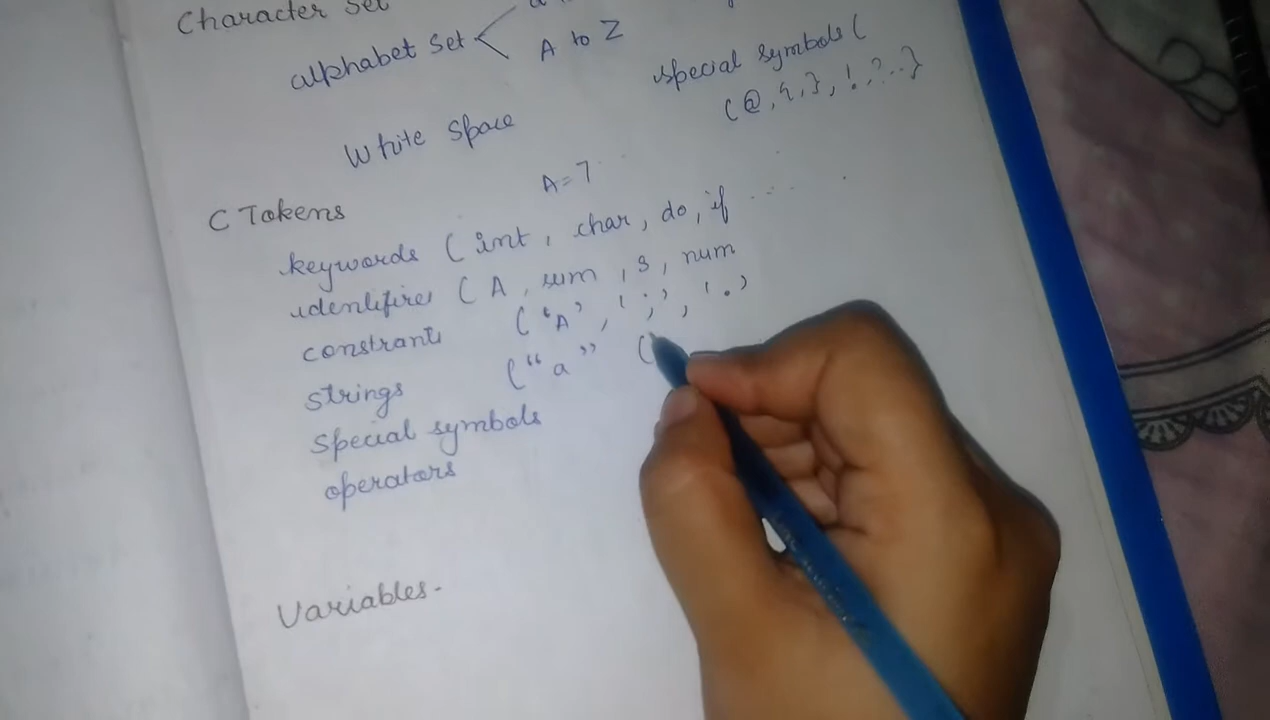 Character Set
alphabet set
A to Z
special symbols (
(@, {, }, !, ?..}
White space
A=7
C Tokens
keywords (int, char, do, if .....
identifires (A, sum, s, num
constrants ('A', ';', '.'
strings ("a" (
special symbols
operators
Variables-